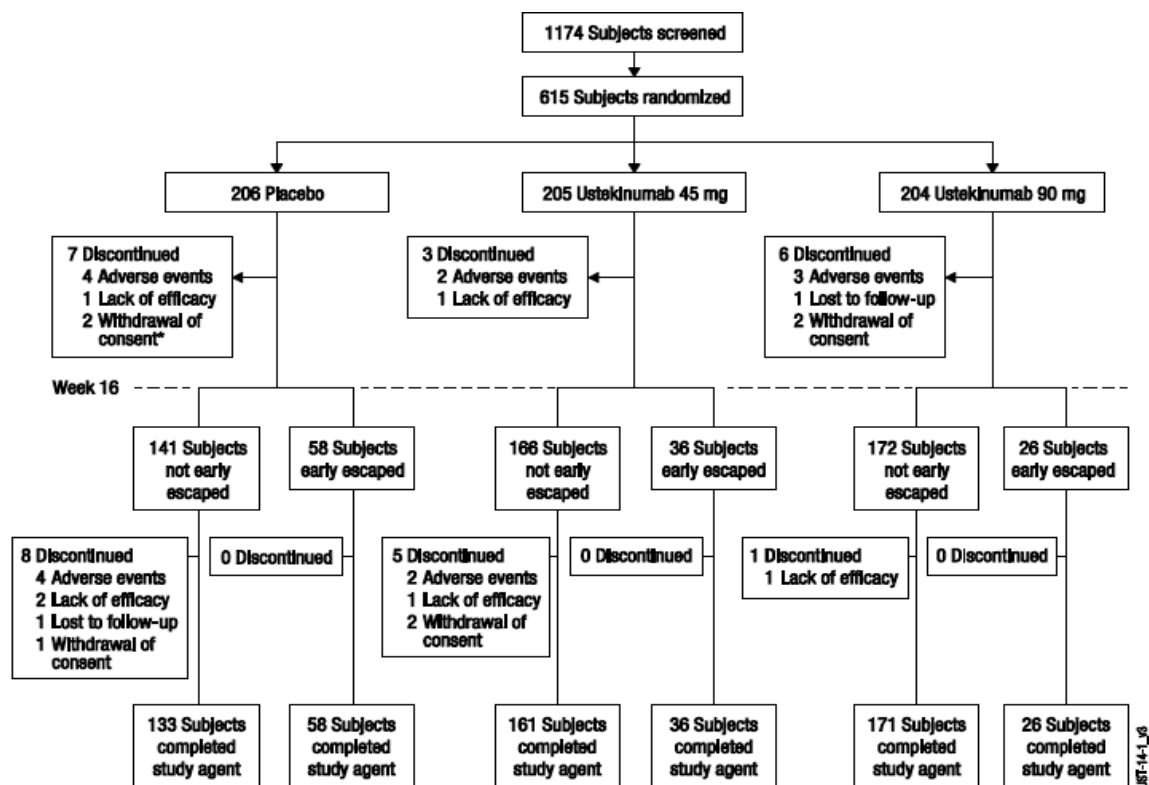 1174 Subjects screened
615 Subjects randomized
206 Placebo
205 Ustekinumab 45 mg
204 Ustekinumab 90 mg
7 Discontinued
4 Adverse events
1 Lack of efficacy
2 Withdrawal of
consent*
3 Discontinued
2 Adverse events
1 Lack of efficacy
6 Discontinued
3 Adverse events
1 Lost to follow-up
2 Withdrawal of
consent
Week 16
141 Subjects
not early
escaped
58 Subjects
early escaped
166 Subjects
not early
escaped
36 Subjects
early escaped
172 Subjects
not early
escaped
26 Subjects
early escaped
8 Discontinued
4 Adverse events
2 Lack of efficacy
1 Lost to follow-up
1 Withdrawal of
consent
0 Discontinued
5 Discontinued
2 Adverse events
1 Lack of efficacy
2 Withdrawal of
consent
0 Discontinued
1 Discontinued
1 Lack of efficacy
0 Discontinued
133 Subjects
completed
study agent
58 Subjects
completed
study agent
161 Subjects
completed
study agent
36 Subjects
completed
study agent
171 Subjects
completed
study agent
26 Subjects
completed
study agent